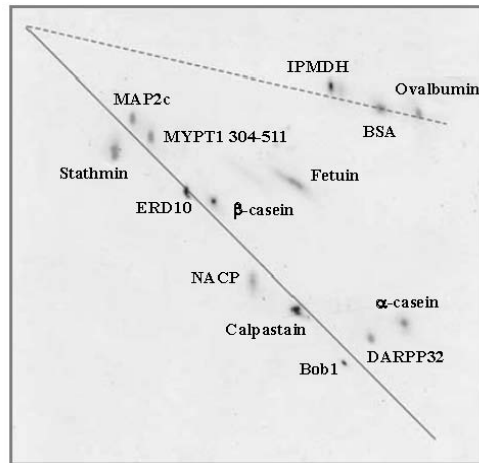 IPMDH
Ovalbumin
MAP2c
BSA
MYPT1 304-511
Stathmin
Fetuin
ERD10
β-casein
NACP
α-casein
Calpastain
DARPP32
Bob1